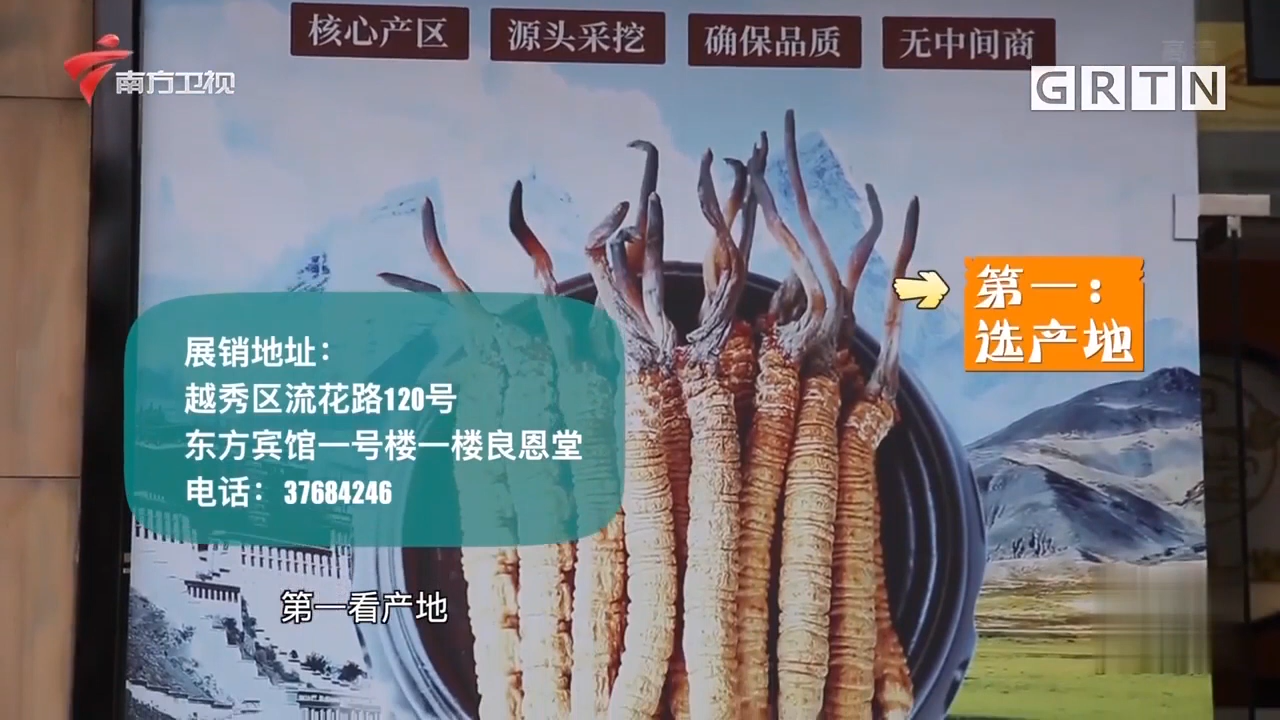 核心产区 源头采挖 确保品质 无中间商
南方卫视
GRTN
第一：
选产地
展销地址：
越秀区流花路120号
东方宾馆一号楼一楼良恩堂
电话：37684246
第一看产地